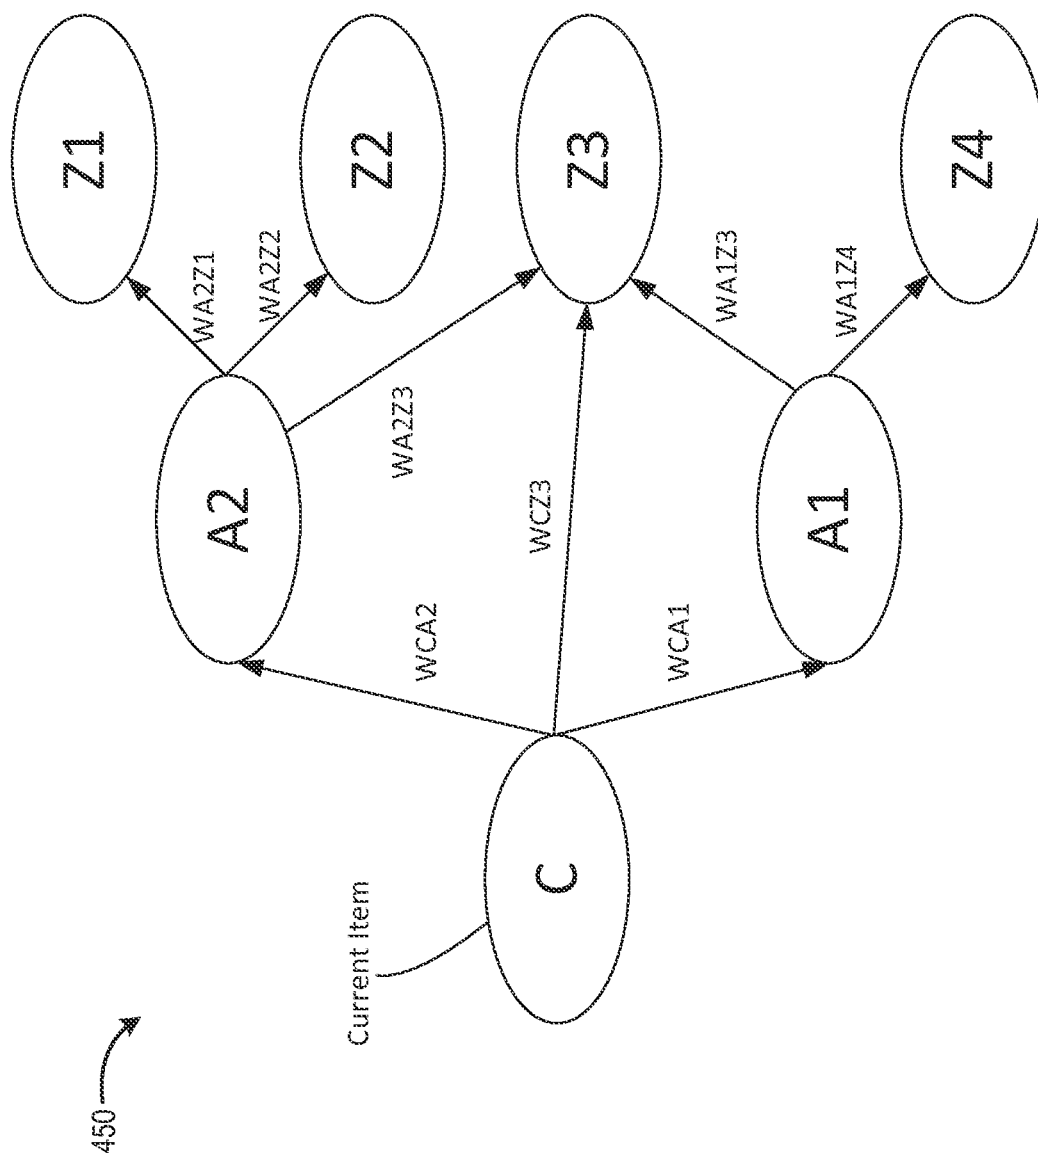 450
Current Item
C
WCA2
WCZ3
WCA1
A2
A1
WA2Z1
WA2Z2
WA2Z3
WA1Z3
WA1Z4
Z1
Z2
Z3
Z4